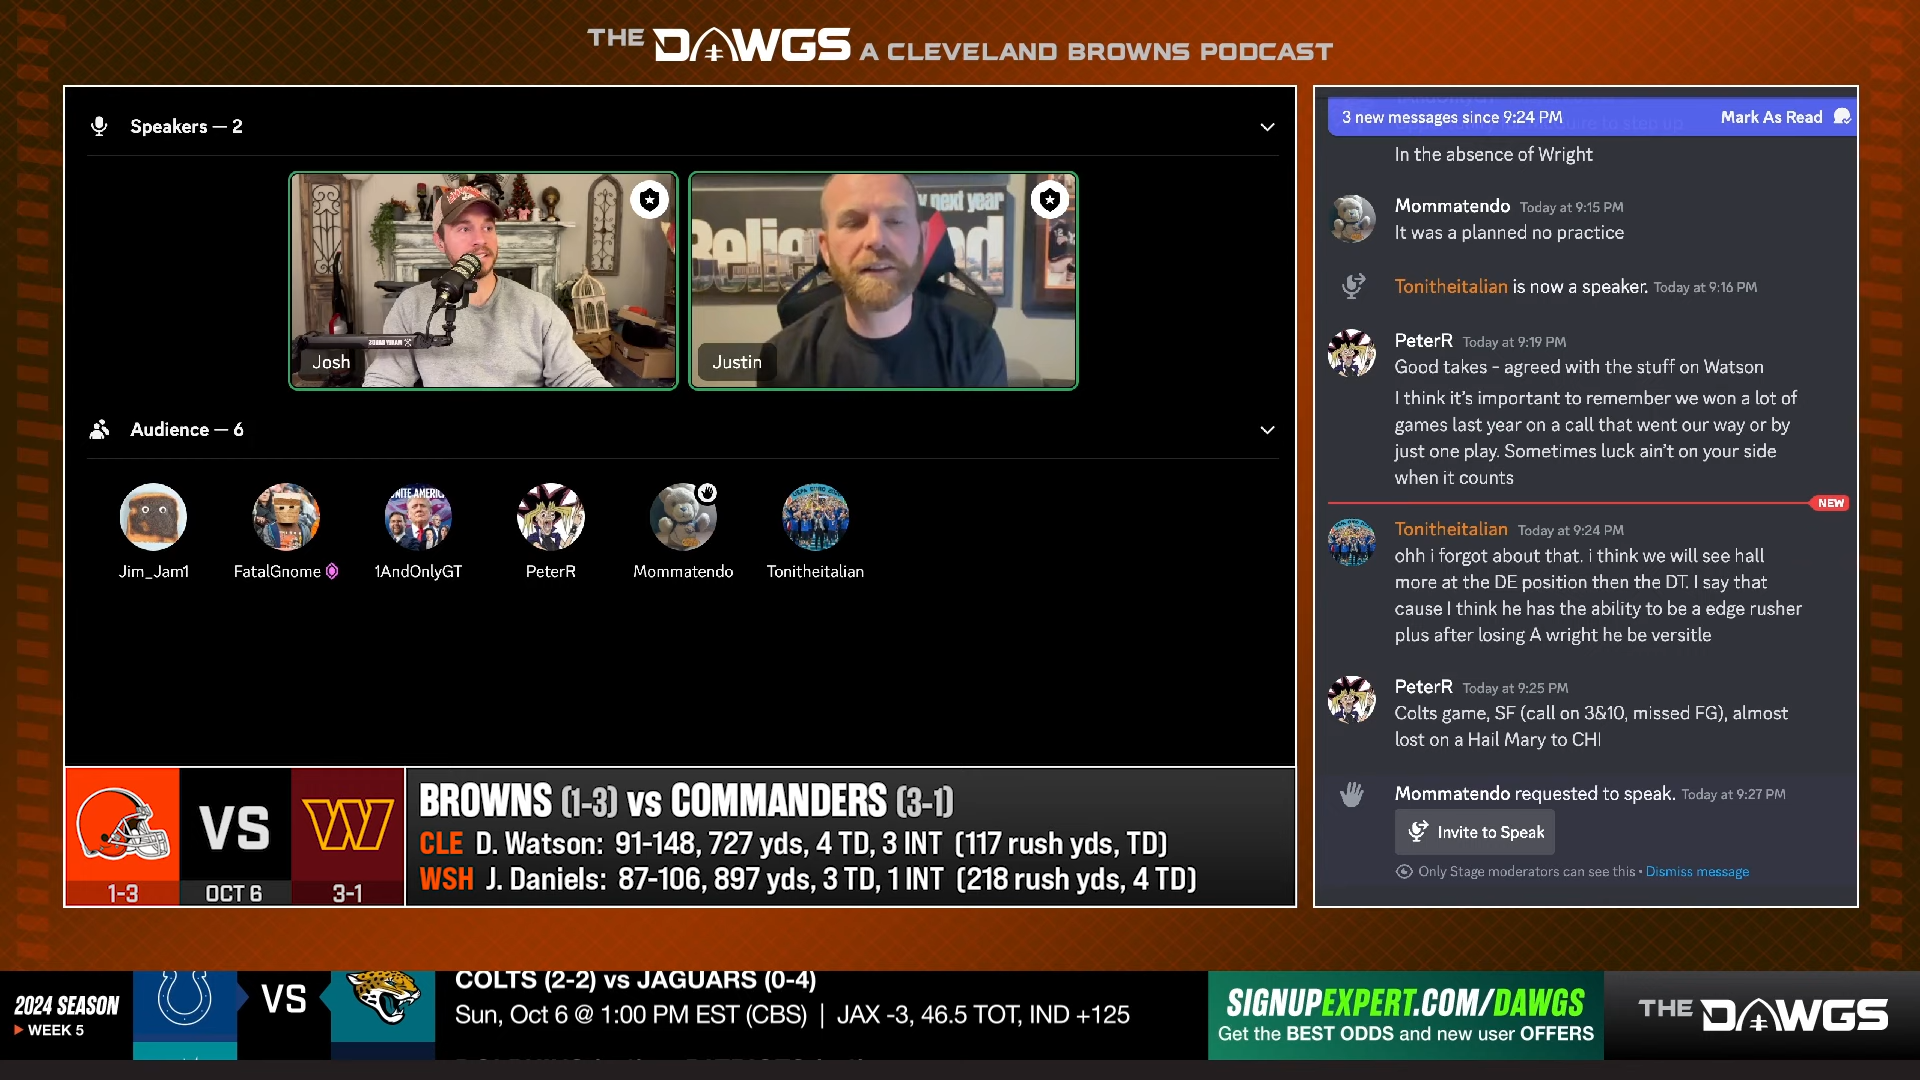 THE DAWGS A CLEVELAND BROWNS PODCAST
Speakers — 2
Josh
y next year
Justin
Audience — 6
NITE AMERIC
Jim_Jam1
FatalGnome
1AndOnlyGT
PeterR
Mommatendo
Tonitheitalian
3 new messages since 9:24 PM
Mark As Read
In the absence of Wright
Mommatendo Today at 9:15 PM
It was a planned no practice
Tonitheitalian is now a speaker. Today at 9:16 PM
PeterR Today at 9:19 PM
Good takes - agreed with the stuff on Watson
I think it's important to remember we won a lot of
games last year on a call that went our way or by
just one play. Sometimes luck ain't on your side
when it counts
NEW
Tonitheitalian Today at 9:24 PM
ohh i forgot about that. i think we will see hall
more at the DE position then the DT. I say that
cause I think he has the ability to be a edge rusher
plus after losing A wright he be versitle
PeterR Today at 9:25 PM
Colts game, SF (call on 3&10, missed FG), almost
lost on a Hail Mary to CHI
Mommatendo requested to speak. Today at 9:27 PM
Invite to Speak
Only Stage moderators can see this • Dismiss message
VS
1-3
OCT 6
3-1
BROWNS (1-3) vs COMMANDERS (3-1)
CLE D. Watson: 91-148, 727 yds, 4 TD, 3 INT (117 rush yds, TD)
WSH J. Daniels: 87-106, 897 yds, 3 TD, 1 INT (218 rush yds, 4 TD)
2024 SEASON
WEEK 5
VS
COLTS (2-2) vs JAGUARS (0-4)
Sun, Oct 6 @ 1:00 PM EST (CBS) | JAX -3, 46.5 TOT, IND +125
SIGNUPEXPERT.COM/DAWGS
Get the BEST ODDS and new user OFFERS
THE DAWGS